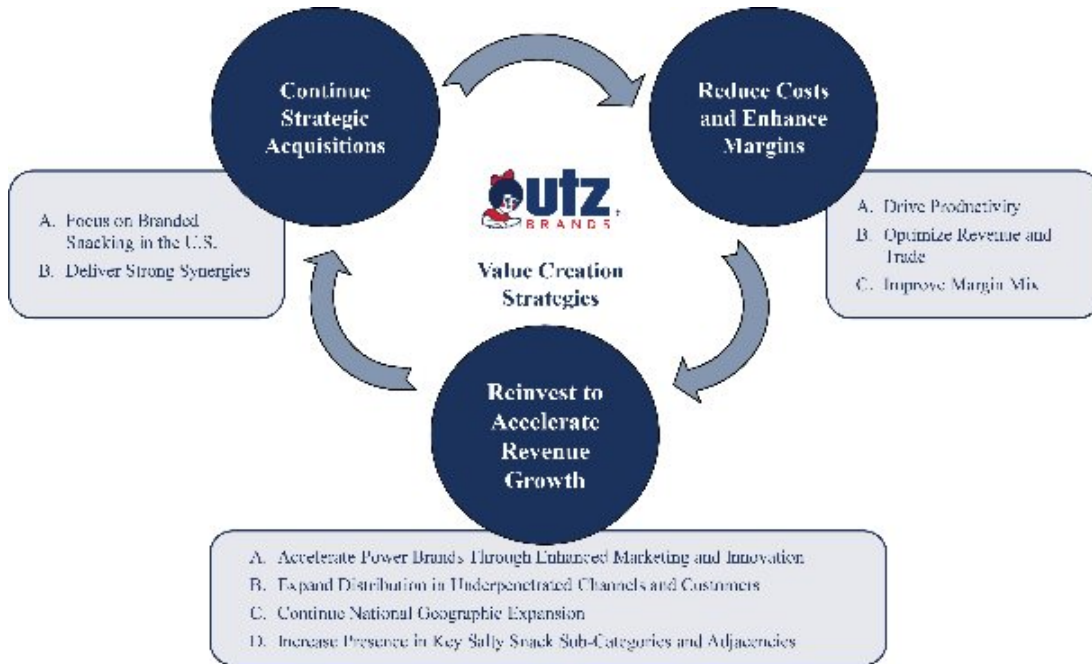 Continue
Strategic
Acquisitions
Reduce Costs
and Enhance
Margins
A. Focus on Branded
Snacking in the U.S.
B. Deliver Strong Synergies
utz
BRANDS
Value Creation
Strategies
A. Drive Productivity
B. Optimize Revenue and
Trade
C. Improve Margin Mix
Reinvest to
Accelerate
Revenue
Growth
A. Accelerate Power Brands Through Enhanced Marketing and Innovation
B. Expand Distribution in Underpenetrated Channels and Customers
C. Continue National Geographic Expansion
D. Increase Presence in Key Salty Snack Sub-Categories and Adjacencies